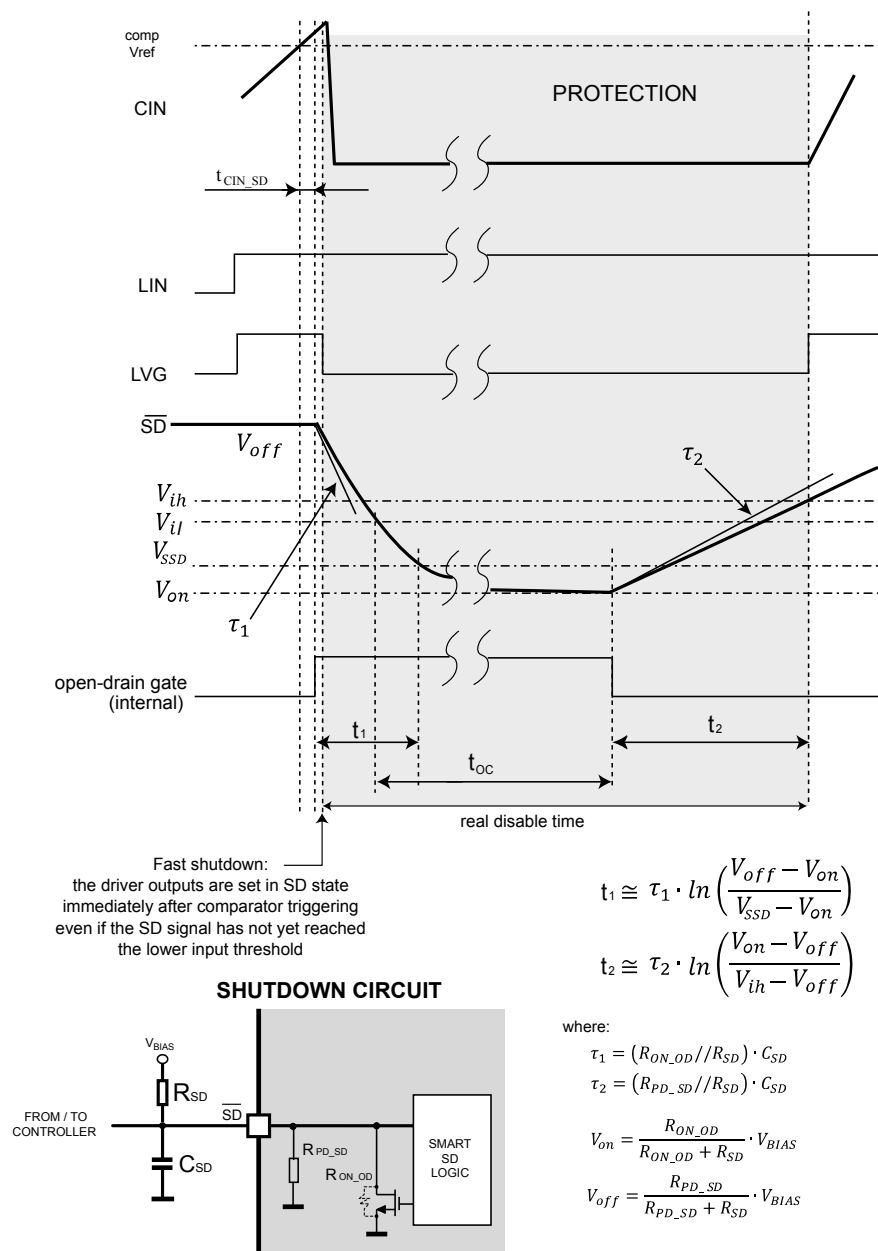 comp
Vref
CIN
PROTECTION
tCIN_SD
LIN
LVG
SD
Voff
τ2
Vih
Vil
VSSD
Von
τ1
open-drain gate
(internal)
t1
t2
tOC
real disable time
Fast shutdown:
the driver outputs are set in SD state
immediately after comparator triggering
even if the SD signal has not yet reached
the lower input threshold
t1 ≅ τ1 · ln((Voff − Von)/(VSSD − Von))
t2 ≅ τ2 · ln((Von − Voff)/(Vih − Voff))
SHUTDOWN CIRCUIT
VBIAS
RSD
FROM / TO
CONTROLLER
SD
CSD
RPD_SD
RON_OD
SMART
SD
LOGIC
where:
τ1 = (RON_OD//RSD) · CSD
τ2 = (RPD_SD//RSD) · CSD
Von = RON_OD/(RON_OD + RSD) · VBIAS
Voff = RPD_SD/(RPD_SD + RSD) · VBIAS